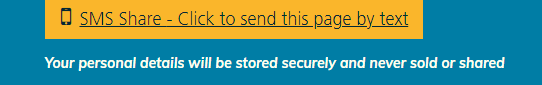 SMS Share - Click to send this page by text
Your personal details will be stored securely and never sold or shared